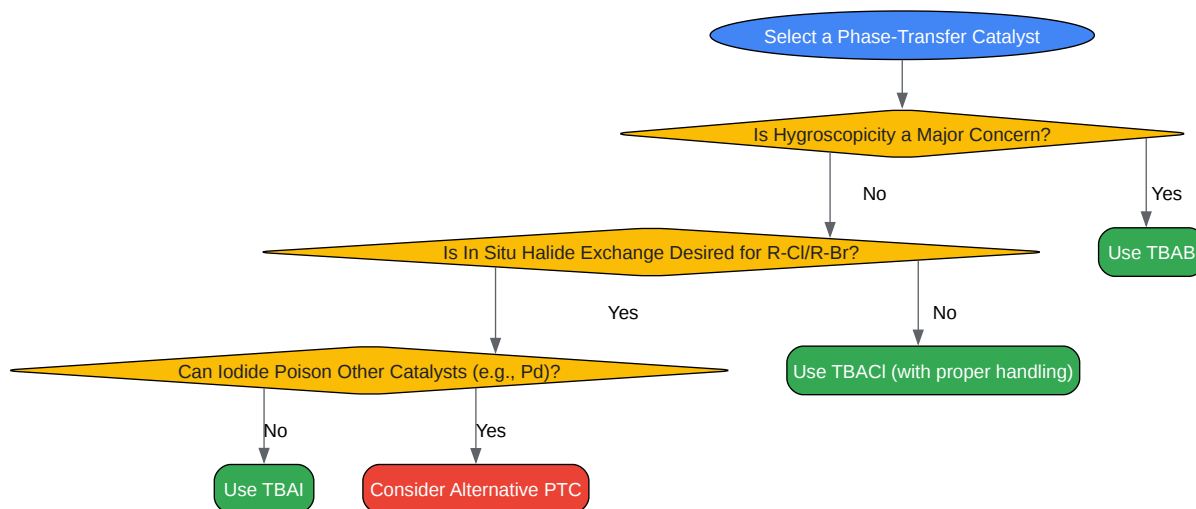 Select a Phase-Transfer Catalyst
Is Hygroscopicity a Major Concern?
No
Yes
Is In Situ Halide Exchange Desired for R-Cl/R-Br?
Use TBAB
Yes
No
Can Iodide Poison Other Catalysts (e.g., Pd)?
Use TBACl (with proper handling)
No
Yes
Use TBAI
Consider Alternative PTC